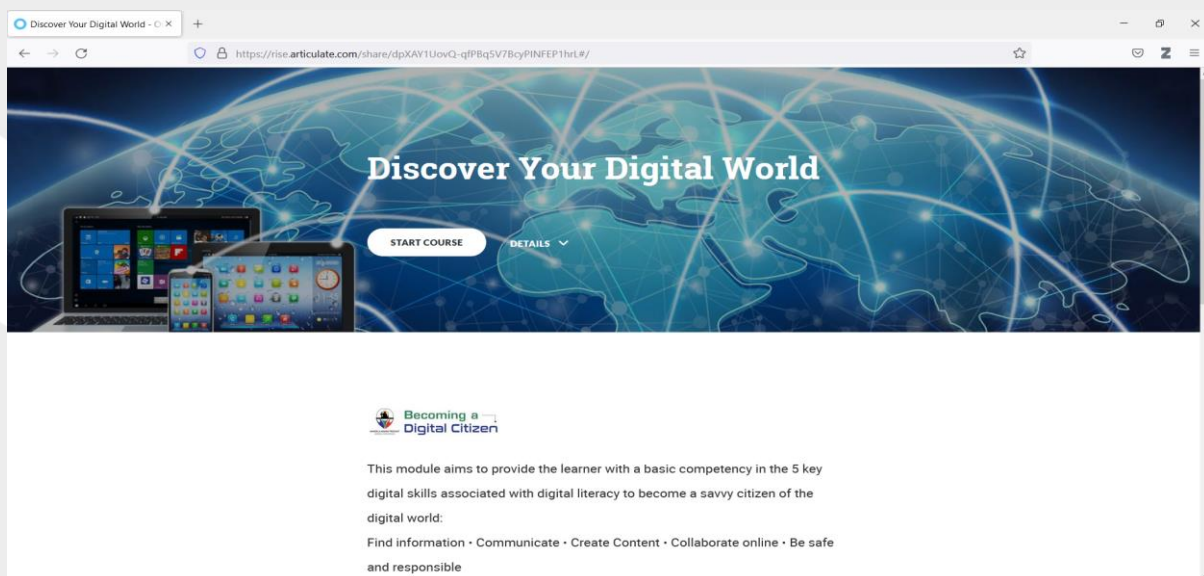 Discover Your Digital World - D
https://rise.articulate.com/share/dpXAY1UovQ-qfPBq5V7BcyPINFEP1hrL#/
Discover Your Digital World
START COURSE
DETAILS
Becoming a
Digital Citizen
This module aims to provide the learner with a basic competency in the 5 key
digital skills associated with digital literacy to become a savvy citizen of the
digital world:
Find information • Communicate • Create Content • Collaborate online • Be safe
and responsible